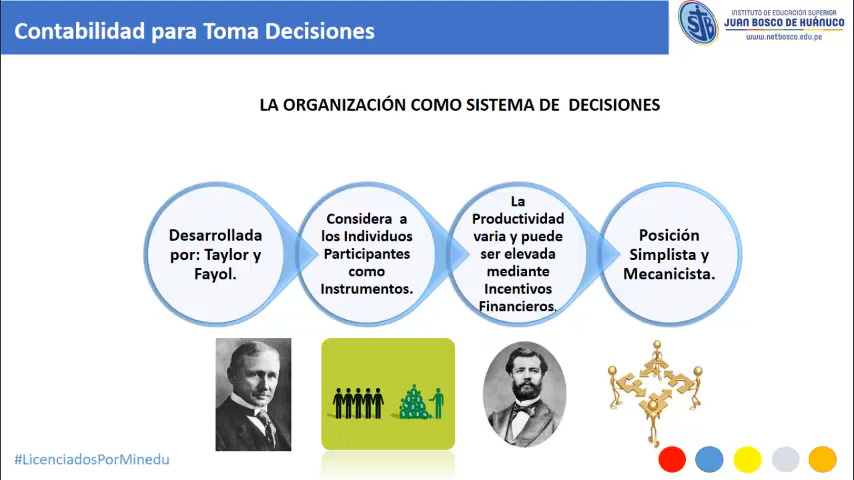 Contabilidad para Toma Decisiones
INSTITUTO DE EDUCACIÓN SUPERIOR
JUAN BOSCO DE HUÁNUCO
www.netbosco.edu.pe
LA ORGANIZACIÓN COMO SISTEMA DE DECISIONES
Desarrollada
por: Taylor y
Fayol.
Considera a
los Individuos
Participantes
como
Instrumentos.
La
Productividad
varia y puede
ser elevada
mediante
Incentivos
Financieros.
Posición
Simplista y
Mecanicista.
#LicenciadosPorMinedu